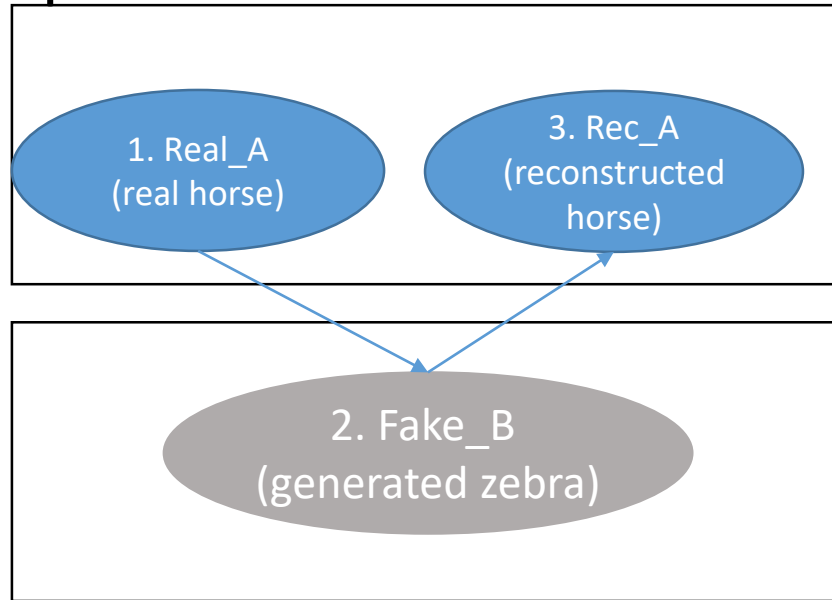 1. Real_A
(real horse)
3. Rec_A
(reconstructed
horse)
2. Fake_B
(generated zebra)